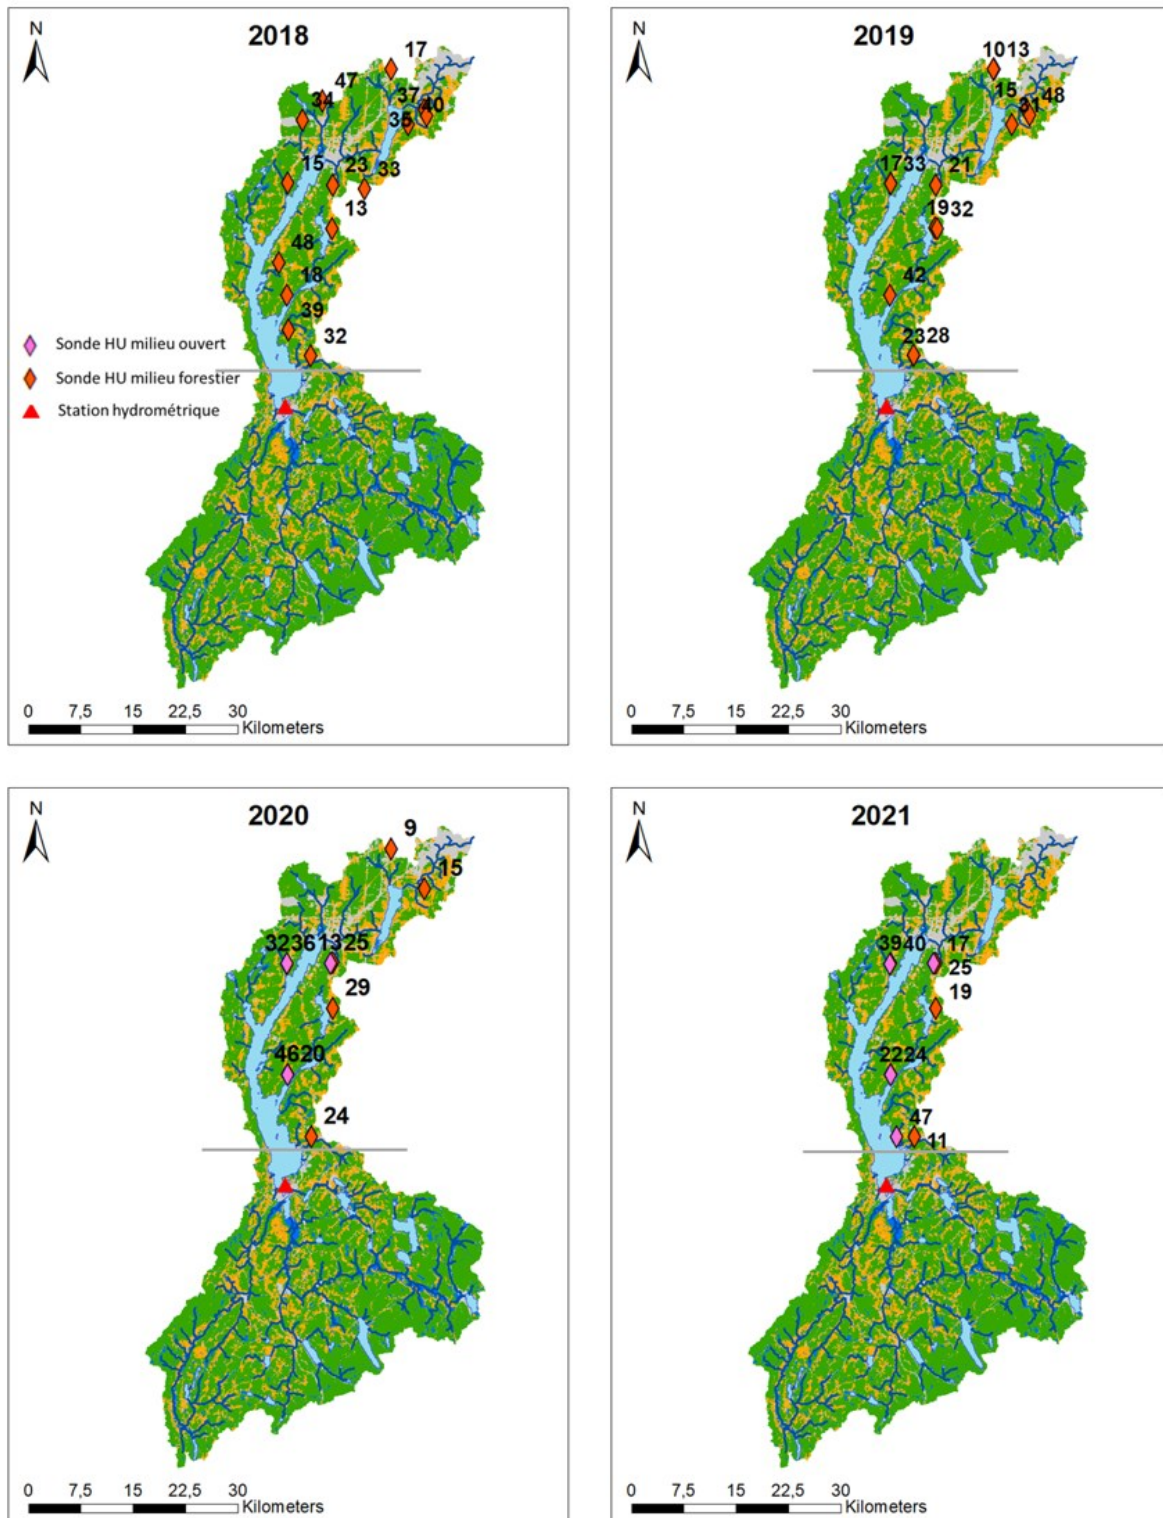 N
2018
17
47
37
34
40
35
15
23
33
13
48
18
39
32
Sonde HU milieu ouvert
Sonde HU milieu forestier
Station hydrométrique
0 7,5 15 22,5 30
Kilometers
N
2019
1013
15
48
31
1733
21
1932
42
2328
0 7,5 15 22,5 30
Kilometers
N
2020
9
15
3236
1325
29
4620
24
0 7,5 15 22,5 30
Kilometers
N
2021
3940
17
25
19
2224
47
11
0 7,5 15 22,5 30
Kilometers